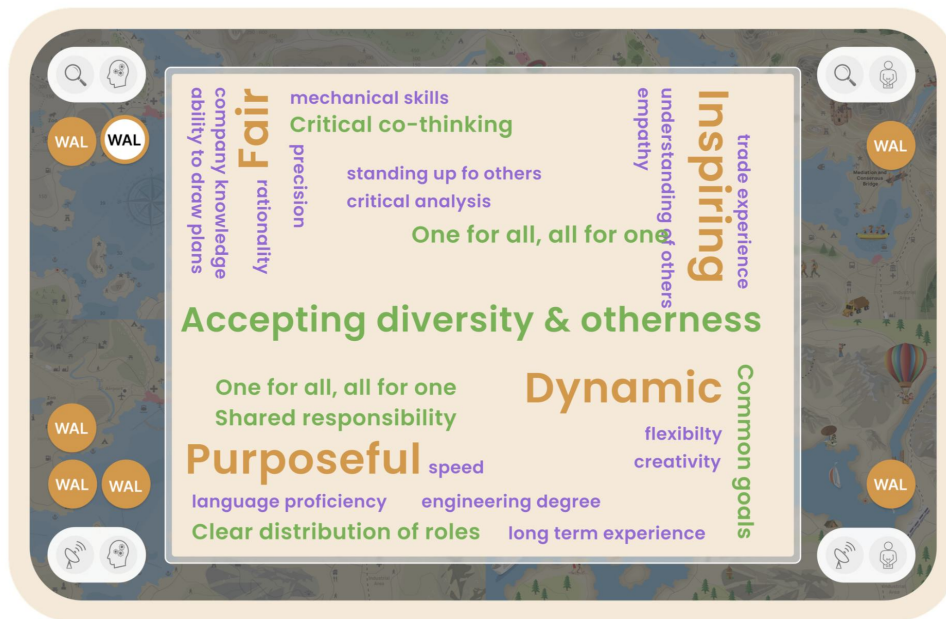 WAL
WAL
ability to draw plans
company knowledge
Fair
rationality
mechanical skills
Critical co-thinking
precision
standing up fo others
critical analysis
One for all, all for one
empathy
understanding of others
Inspiring
trade experience
WAL
Accepting diversity & otherness
One for all, all for one
Shared responsibility
Dynamic
Common goals
flexibilty
creativity
Purposeful
speed
language proficiency
engineering degree
Clear distribution of roles
long term experience
WAL
WAL
WAL
WAL